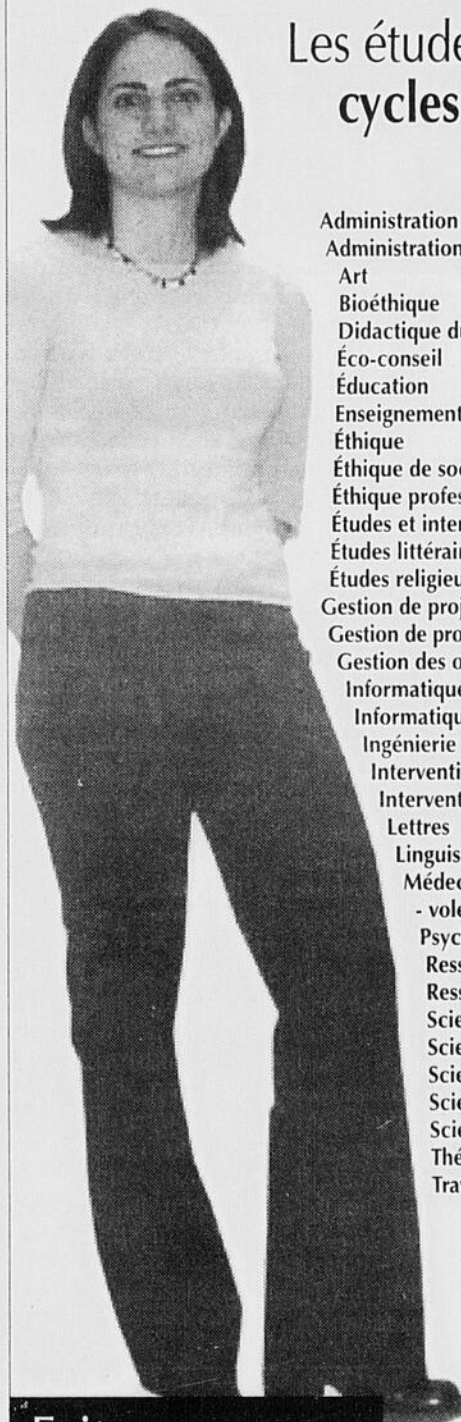 Les étude
cycles
Administration
Administration
Art
Bioéthique
Didactique du
Éco-conseil
Éducation
Enseignement
Éthique
Éthique de soc
Éthique profes
Études et inter
Études littérair
Études religieu
Gestion de proj
Gestion de pro
Gestion des o
Informatique
Informatiqu
Ingénierie
Interventi
Intervent
Lettres
Linguis
Médec
- vole
Psyc
Ress
Ress
Scie
Scie
Scie
Scie
Scie
Thé
Tra